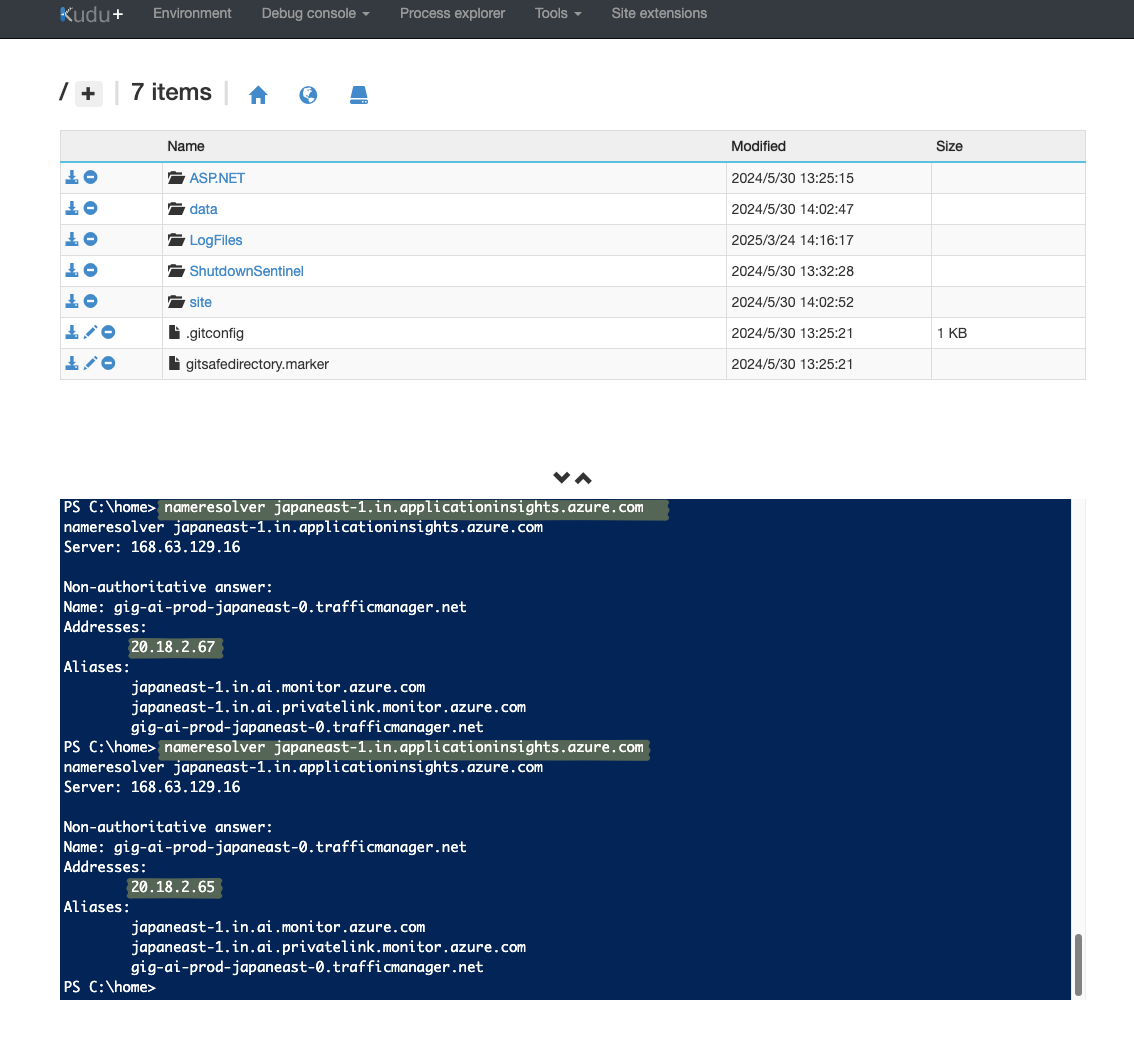 Kudu+ Environment Debug console Process explorer Tools Site extensions
/ + | 7 items |
Name Modified Size
ASP.NET 2024/5/30 13:25:15
data 2024/5/30 14:02:47
LogFiles 2025/3/24 14:16:17
ShutdownSentinel 2024/5/30 13:32:28
site 2024/5/30 14:02:52
.gitconfig 2024/5/30 13:25:21 1 KB
gitsafedirectory.marker 2024/5/30 13:25:21
PS C:\home> nameresolver japaneast-1.in.applicationinsights.azure.com
nameresolver japaneast-1.in.applicationinsights.azure.com
Server: 168.63.129.16
Non-authoritative answer:
Name: gig-ai-prod-japaneast-0.trafficmanager.net
Addresses:
20.18.2.67
Aliases:
japaneast-1.in.ai.monitor.azure.com
japaneast-1.in.ai.privatelink.monitor.azure.com
gig-ai-prod-japaneast-0.trafficmanager.net
PS C:\home> nameresolver japaneast-1.in.applicationinsights.azure.com
nameresolver japaneast-1.in.applicationinsights.azure.com
Server: 168.63.129.16
Non-authoritative answer:
Name: gig-ai-prod-japaneast-0.trafficmanager.net
Addresses:
20.18.2.65
Aliases:
japaneast-1.in.ai.monitor.azure.com
japaneast-1.in.ai.privatelink.monitor.azure.com
gig-ai-prod-japaneast-0.trafficmanager.net
PS C:\home>